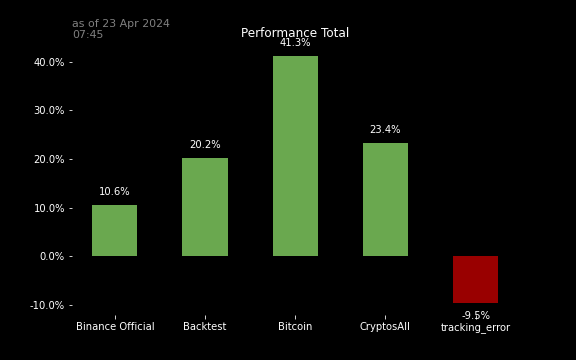 as of 23 Apr 2024
07:45
Performance Total
41.3%
40.0%
23.4%
30.0%
20.2%
20.0%
10.6%
10.0%
0.0%
-10.0%
-9.5%
Binance Official
Backtest
Bitcoin
CryptosAll
tracking_error